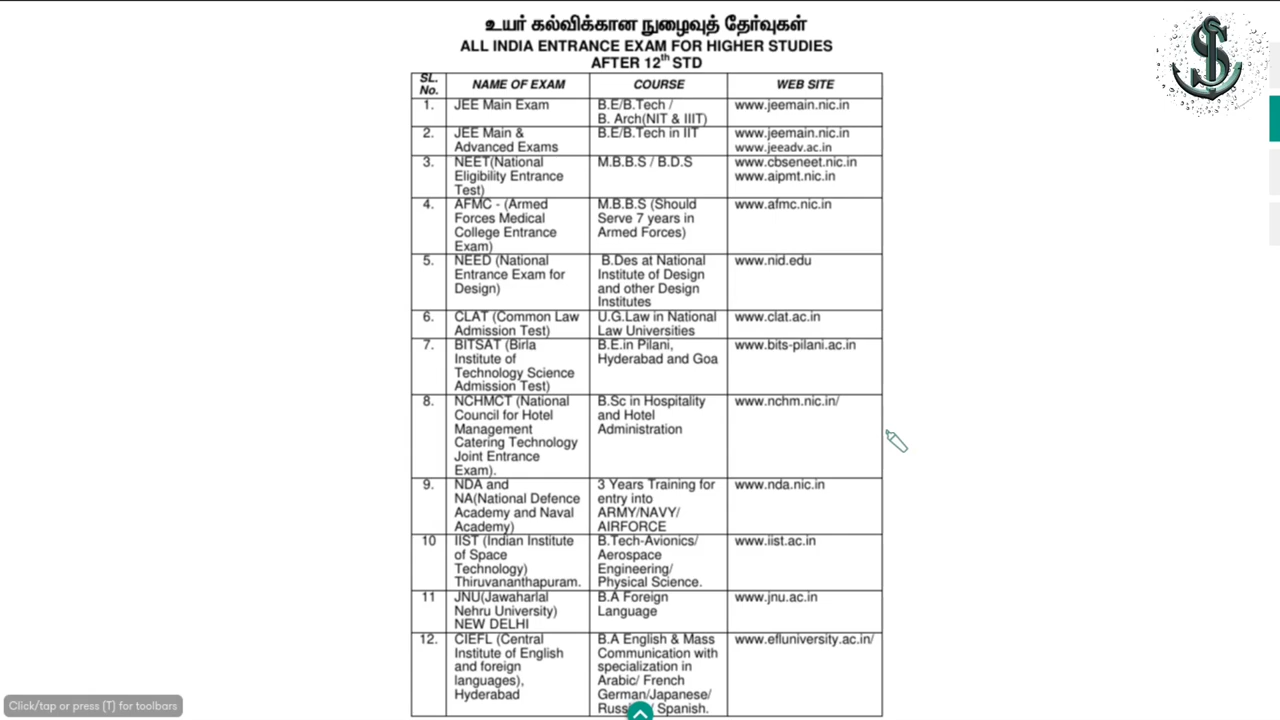 உயர் கல்விக்கான நுழைவுத் தேர்வுகள்
ALL INDIA ENTRANCE EXAM FOR HIGHER STUDIES
AFTER 12th STD
SL. No.
NAME OF EXAM
COURSE
WEB SITE
1.
JEE Main Exam
B.E/B.Tech /
B. Arch(NIT & IIIT)
www.jeemain.nic.in
2.
JEE Main &
Advanced Exams
B.E/B.Tech in IIT
www.jeemain.nic.in
www.jeeadv.ac.in
3.
NEET(National
Eligibility Entrance
Test)
M.B.B.S / B.D.S
www.cbseneet.nic.in
www.aipmt.nic.in
4.
AFMC - (Armed
Forces Medical
College Entrance
Exam)
M.B.B.S (Should
Serve 7 years in
Armed Forces)
www.afmc.nic.in
5.
NEED (National
Entrance Exam for
Design)
B.Des at National
Institute of Design
and other Design
Institutes
www.nid.edu
6.
CLAT (Common Law
Admission Test)
U.G.Law in National
Law Universities
www.clat.ac.in
7.
BITSAT (Birla
Institute of
Technology Science
Admission Test)
B.E.in Pilani,
Hyderabad and Goa
www.bits-pilani.ac.in
8.
NCHMCT (National
Council for Hotel
Management
Catering Technology
Joint Entrance
Exam).
B.Sc in Hospitality
and Hotel
Administration
www.nchm.nic.in/
9.
NDA and
NA(National Defence
Academy and Naval
Academy)
3 Years Training for
entry into
ARMY/NAVY/
AIRFORCE
www.nda.nic.in
10
IIST (Indian Institute
of Space
Technology)
Thiruvananthapuram.
B.Tech-Avionics/
Aerospace
Engineering/
Physical Science.
www.iist.ac.in
11
JNU(Jawaharlal
Nehru University)
NEW DELHI
B.A Foreign
Language
www.jnu.ac.in
12.
CIEFL (Central
Institute of English
and foreign
languages),
Hyderabad
B.A English & Mass
Communication with
specialization in
Arabic/ French
German/Japanese/
Spanish.
www.efluniversity.ac.in/
Click/tap or press (T) for toolbars